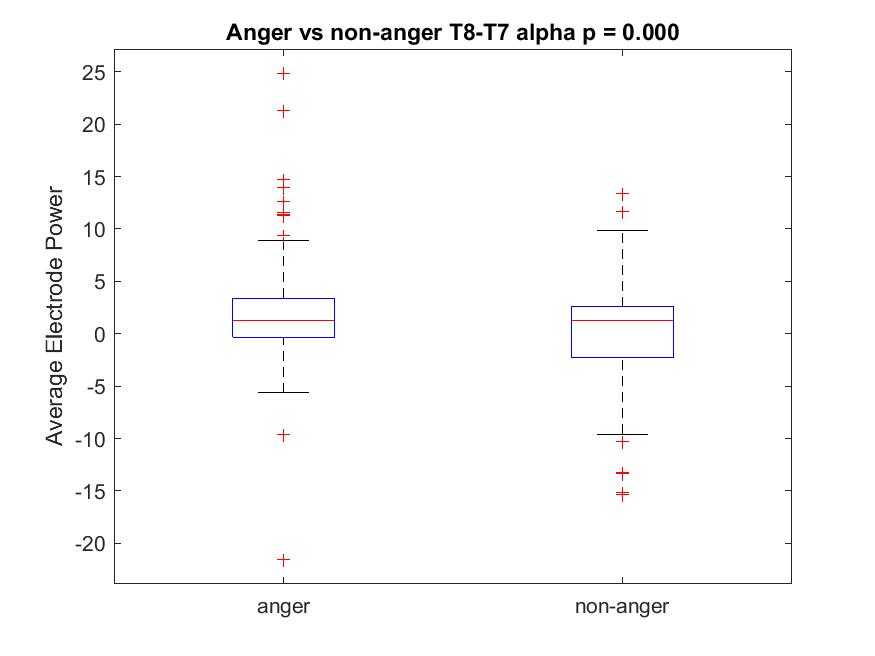 Anger vs non-anger T8-T7 alpha p = 0.000
Average Electrode Power
25
20
15
10
5
0
-5
-10
-15
-20
anger
non-anger